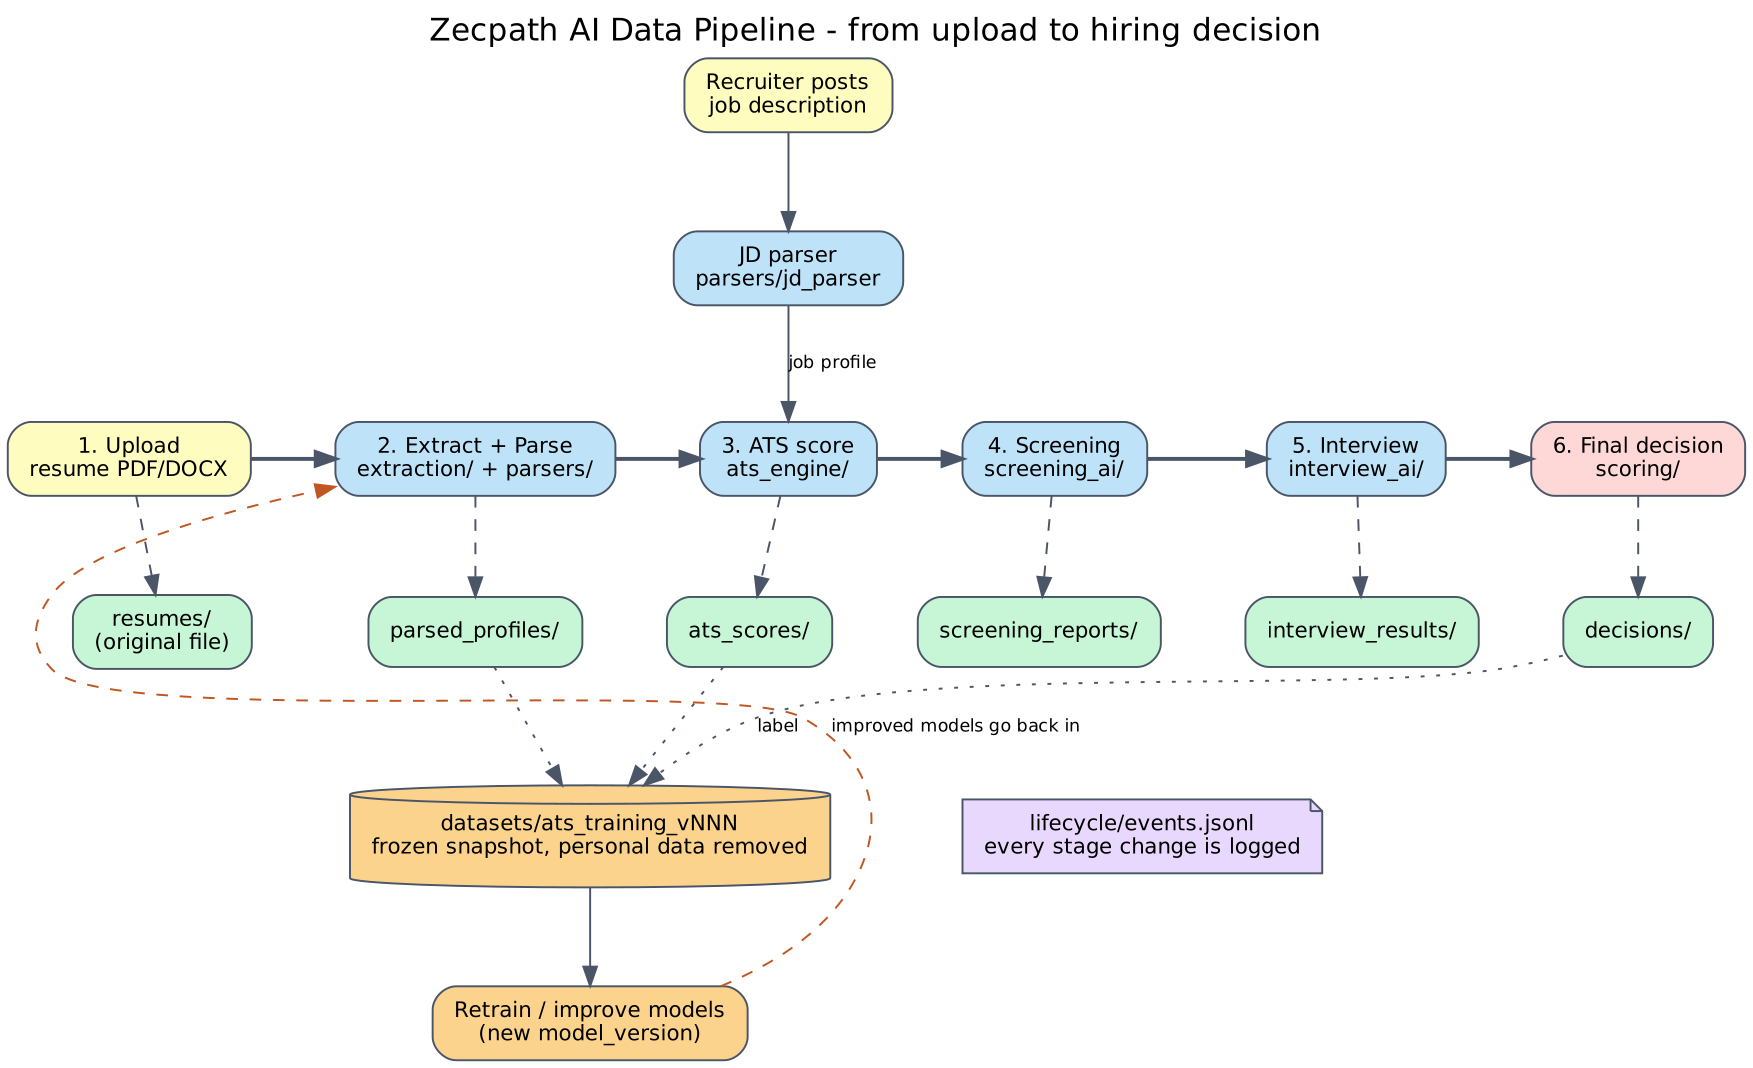 Zecpath AI Data Pipeline - from upload to hiring decision
Recruiter posts
job description
JD parser
parsers/jd_parser
job profile
1. Upload
resume PDF/DOCX
2. Extract + Parse
extraction/ + parsers/
3. ATS score
ats_engine/
4. Screening
screening_ai/
5. Interview
interview_ai/
6. Final decision
scoring/
resumes/
(original file)
parsed_profiles/
ats_scores/
screening_reports/
interview_results/
decisions/
label
improved models go back in
datasets/ats_training_vNNN
frozen snapshot, personal data removed
lifecycle/events.jsonl
every stage change is logged
Retrain / improve models
(new model_version)